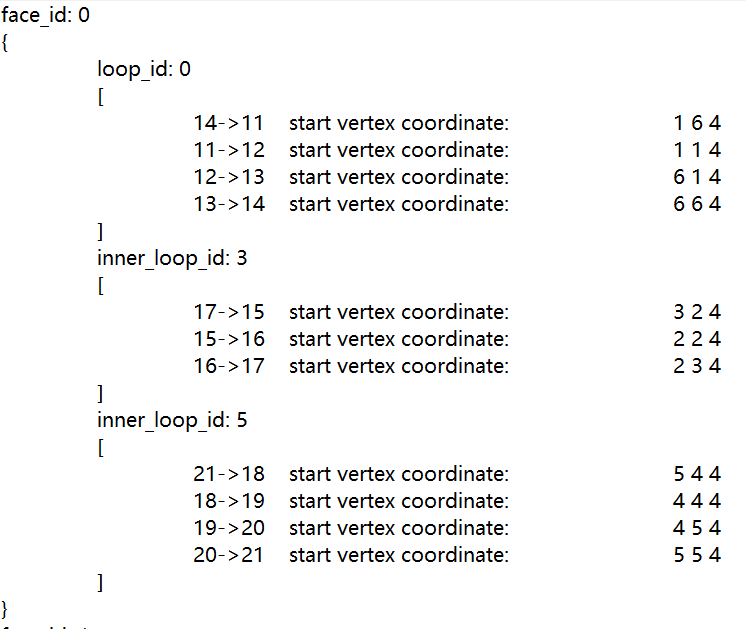 face_id: 0
{
loop_id: 0
[
14->11 start vertex coordinate: 1 6 4
11->12 start vertex coordinate: 1 1 4
12->13 start vertex coordinate: 6 1 4
13->14 start vertex coordinate: 6 6 4
]
inner_loop_id: 3
[
17->15 start vertex coordinate: 3 2 4
15->16 start vertex coordinate: 2 2 4
16->17 start vertex coordinate: 2 3 4
]
inner_loop_id: 5
[
21->18 start vertex coordinate: 5 4 4
18->19 start vertex coordinate: 4 4 4
19->20 start vertex coordinate: 4 5 4
20->21 start vertex coordinate: 5 5 4
]
}